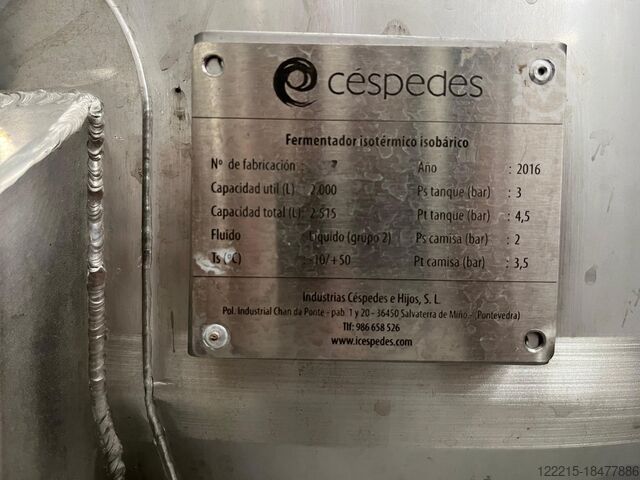 céspedes
Fermentador isotérmico isobárico
Nº de fabricación : 7 Año : 2016
Capacidad util (L) : 2.000 Ps tanque (bar) : 3
Capacidad total (L) : 2.515 Pt tanque (bar) : 4,5
Fluido : Líquido (grupo 2) Ps camisa (bar) : 2
Ts (ºC) : -10/+50 Pt camisa (bar) : 3,5
Industrias Céspedes e Hijos, S. L.
Pol. Industrial Chan da Ponte - pab. 1 y 20 - 36450 Salvaterra de Miño - (Pontevedra)
Tlf: 986 658 526
www.icespedes.com
122215-18477886